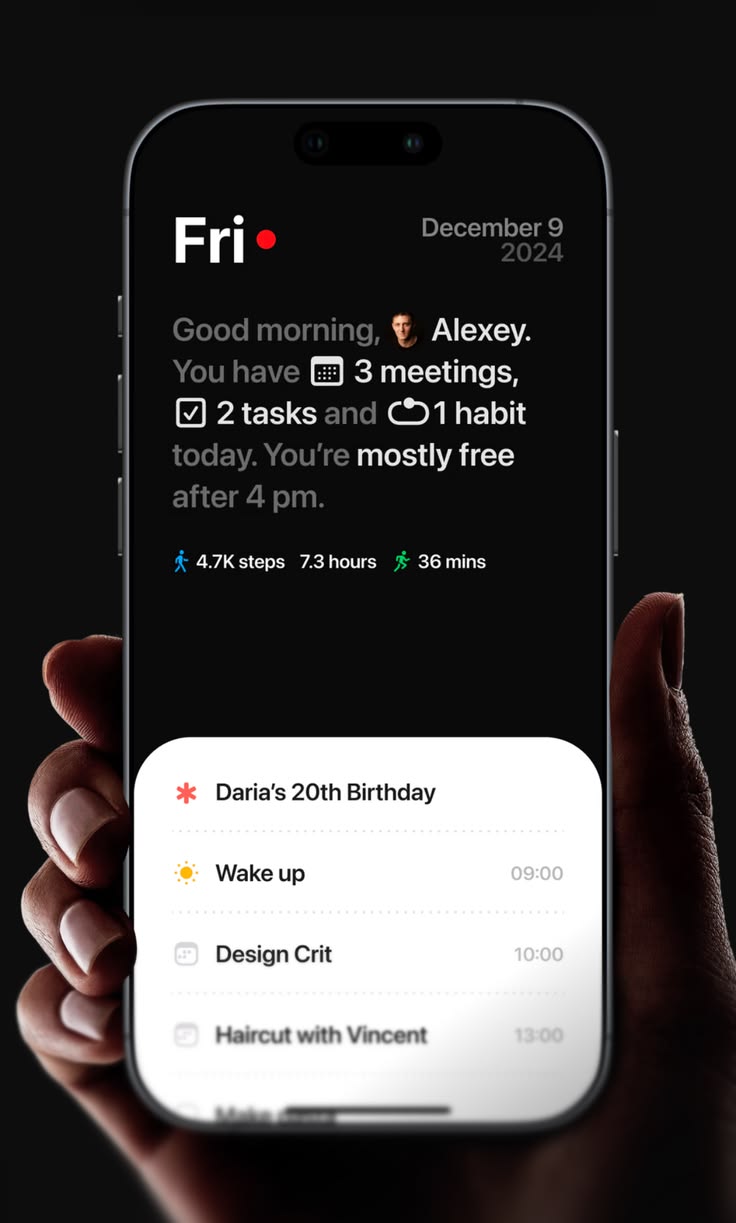 Fri
December 9
2024
Good morning, Alexey.
You have 3 meetings,
2 tasks and 1 habit
today. You’re mostly free
after 4 pm.
4.7K steps 7.3 hours 36 mins
Daria’s 20th Birthday
Wake up 09:00
Design Crit 10:00
Haircut with Vincent 13:00
Make